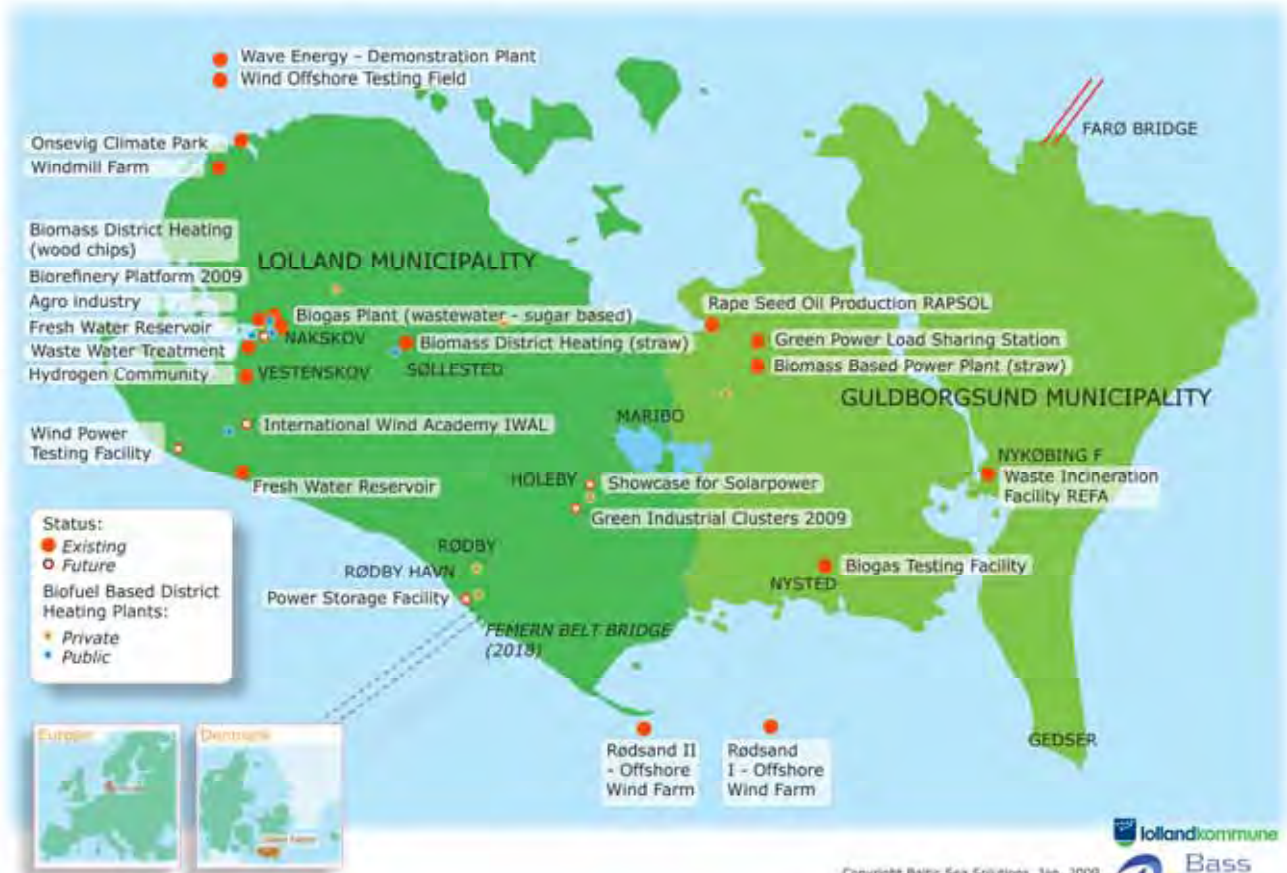 Wave Energy - Demonstration Plant
Wind Offshore Testing Field
Onsevig Climate Park
Windmill Farm
FARØ BRIDGE
Biomass District Heating
(wood chips)
Biorefinery Platform 2009
Agro industry
Fresh Water Reservoir
Waste Water Treatment
Hydrogen Community
LOLLAND MUNICIPALITY
Biogas Plant (wastewater - sugar based)
NAKSKOV
Biomass District Heating (straw)
VESTENSKOV
SØLLESTED
Rape Seed Oil Production RAPSOL
Green Power Load Sharing Station
Biomass Based Power Plant (straw)
GULDBORGSUND MUNICIPALITY
MARIBO
Wind Power
Testing Facility
International Wind Academy IWAL
Fresh Water Reservoir
HOLEBY
Showcase for Solarpower
Green Industrial Clusters 2009
NYKØBING F
Waste Incineration
Facility REFA
Status:
Existing
Future
Biofuel Based District
Heating Plants:
Private
Public
RØDBY
RØDBY HAVN
Power Storage Facility
FEMERN BELT BRIDGE
(2018)
Biogas Testing Facility
NYSTED
Rødsand II
- Offshore
Wind Farm
Rødsand
I - Offshore
Wind Farm
GEDSER
Europe
Denmark
lollandkommune
Copyright Baltic Sea Solutions, Jan. 2009
Bass